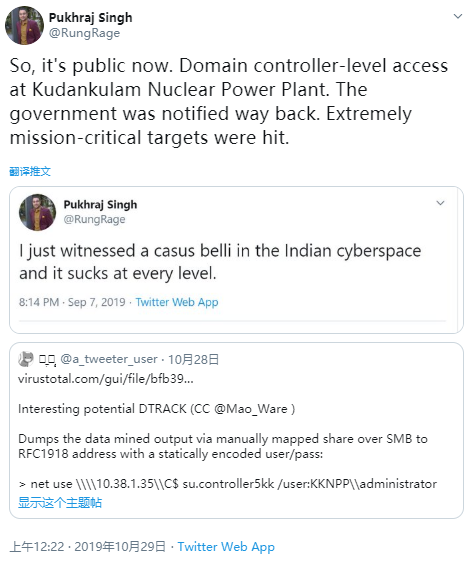 Pukhraj Singh
@RungRage
So, it's public now. Domain controller-level access
at Kudankulam Nuclear Power Plant. The
government was notified way back. Extremely
mission-critical targets were hit.
翻译推文
Pukhraj Singh
@RungRage
I just witnessed a casus belli in the Indian cyberspace
and it sucks at every level.
8:14 PM · Sep 7, 2019 · Twitter Web App
@a_tweeter_user · 10月28日
virustotal.com/gui/file/bfb39...
Interesting potential DTRACK (CC @Mao_Ware )
Dumps the data mined output via manually mapped share over SMB to
RFC1918 address with a statically encoded user/pass:
> net use \\\\10.38.1.35\\C$ su.controller5kk /user:KKNPP\\administrator
显示这个主题帖
上午12:22 · 2019年10月29日 · Twitter Web App